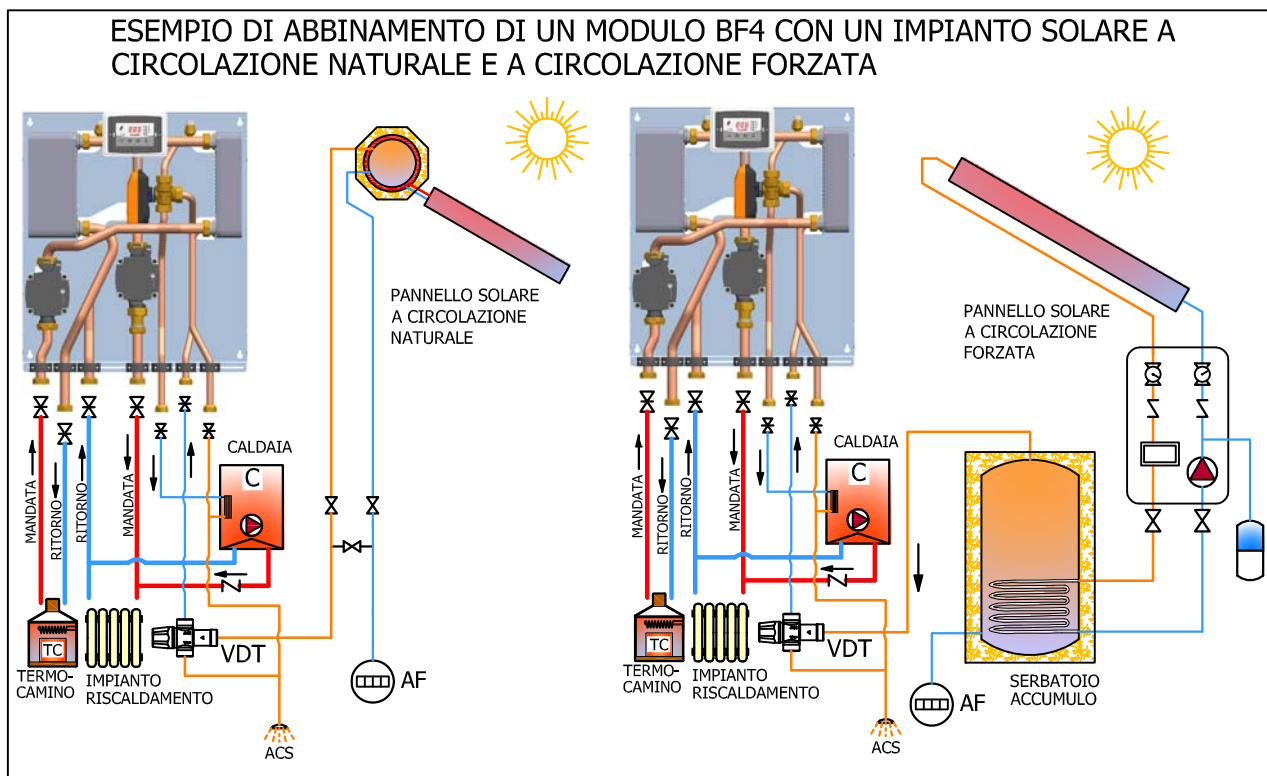 ESEMPIO DI ABBINAMENTO DI UN MODULO BF4 CON UN IMPIANTO SOLARE A
CIRCOLAZIONE NATURALE E A CIRCOLAZIONE FORZATA
PANNELLO SOLARE
A CIRCOLAZIONE
NATURALE
MANDATA
RITORNO
RITORNO
MANDATA
CALDAIA
C
TC
TERMO-
CAMINO
IMPIANTO
RISCALDAMENTO
VDT
AF
ACS
PANNELLO SOLARE
A CIRCOLAZIONE
FORZATA
MANDATA
RITORNO
RITORNO
MANDATA
CALDAIA
C
TC
TERMO-
CAMINO
IMPIANTO
RISCALDAMENTO
VDT
AF
SERBATOIO
ACCUMULO
ACS